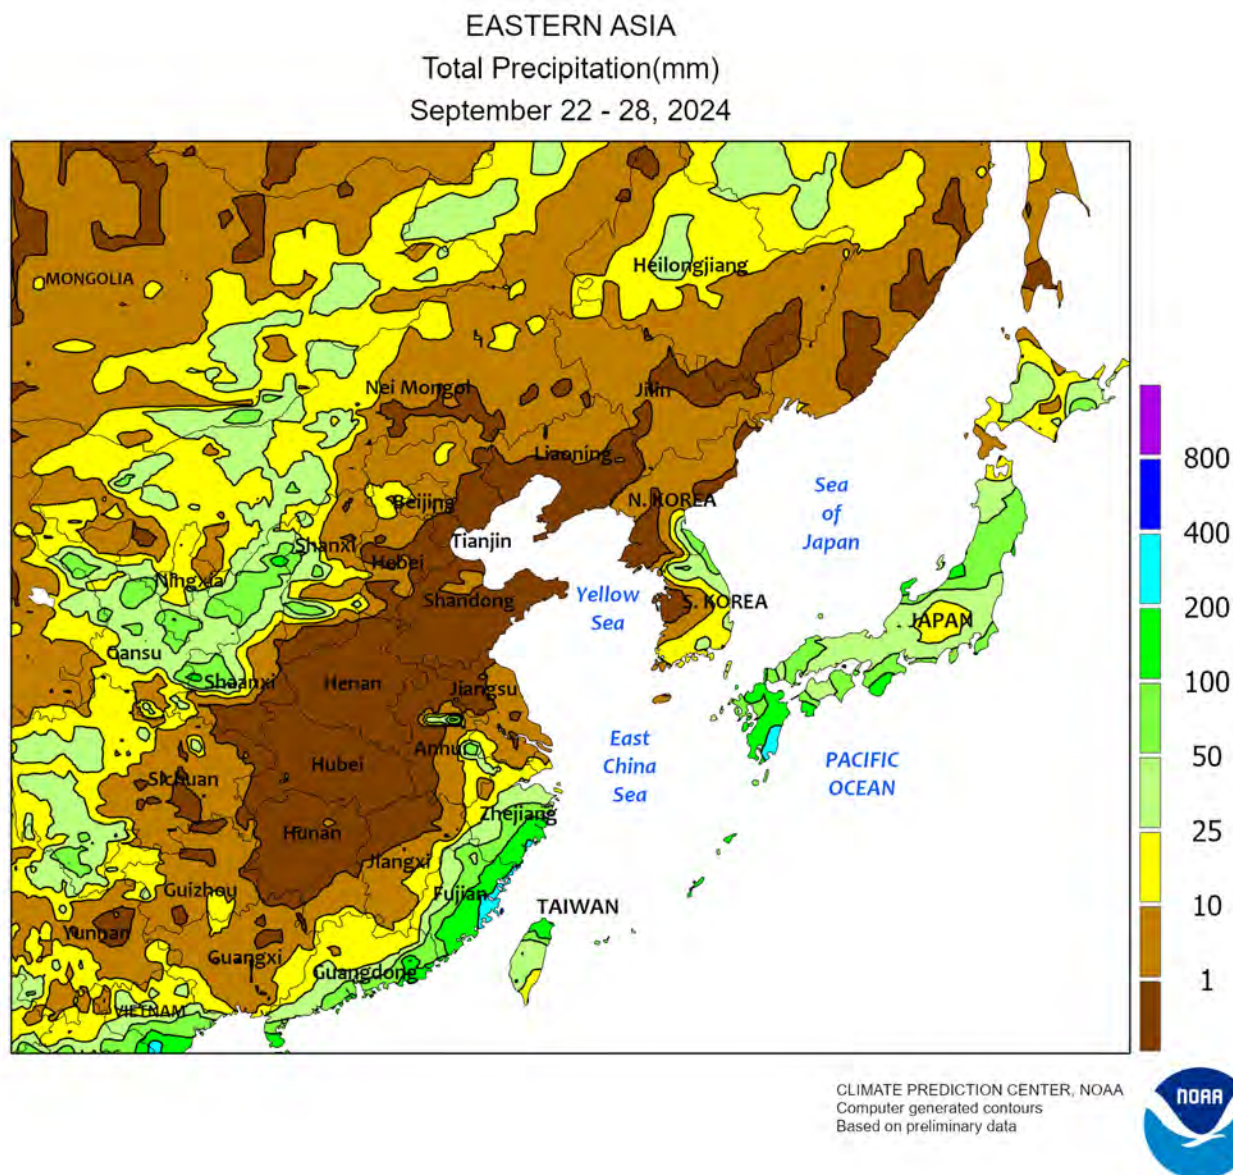 EASTERN ASIA
Total Precipitation(mm)
September 22 - 28, 2024
MONGOLIA
Heilongjiang
Nei Mongol
Jilin
Liaoning
Beijing
N. KOREA
Sea
of
Japan
Tianjin
Shanxi
Hebei
Ningxia
Shandong
Yellow
Sea
S. KOREA
JAPAN
Gansu
Shaanxi
Henan
Jiangsu
Anhui
East
China
Sea
PACIFIC
OCEAN
Hubei
Sichuan
Zhejiang
Hunan
Jiangxi
Guizhou
Fujian
TAIWAN
Yunnan
Guangxi
Guangdong
VIETNAM
LAOS
800
400
200
100
50
25
10
1
CLIMATE PREDICTION CENTER, NOAA
Computer generated contours
Based on preliminary data
NOAA